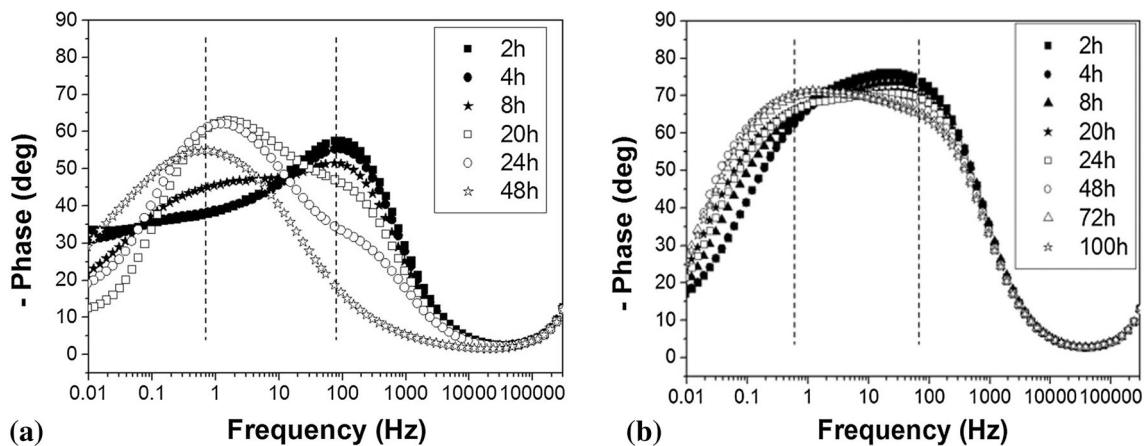 90
80
70
60
50
40
30
20
10
0
- Phase (deg)
0.01 0.1 1 10 100 1000 10000 100000
Frequency (Hz)
2h
4h
8h
20h
24h
48h
(a)
90
80
70
60
50
40
30
20
10
0
- Phase (deg)
0.01 0.1 1 10 100 1000 10000 100000
Frequency (Hz)
2h
4h
8h
20h
24h
48h
72h
100h
(b)